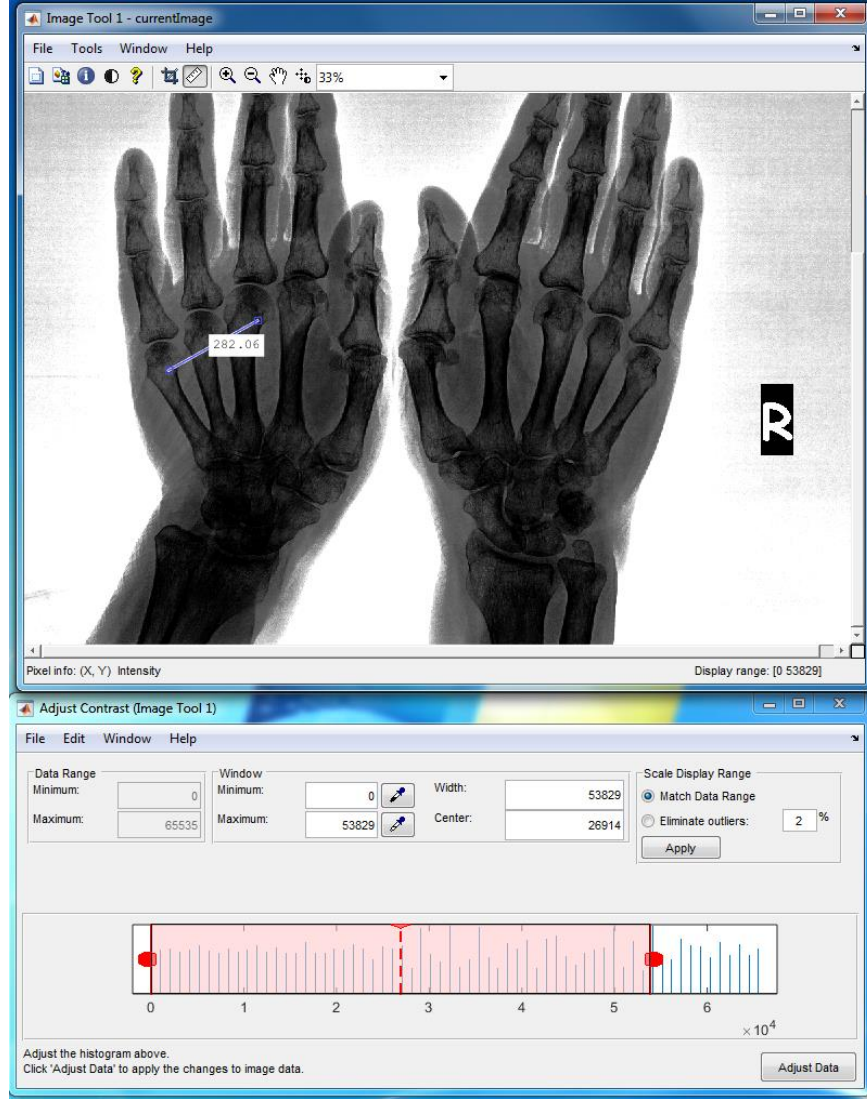 Image Tool 1 - currentImage
File Tools Window Help
33%
282.06
R
Pixel info: (X, Y) Intensity
Display range: [0 53829]
Adjust Contrast (Image Tool 1)
File Edit Window Help
Data Range
Minimum: 0
Maximum: 65535
Window
Minimum: 0
Maximum: 53829
Width: 53829
Center: 26914
Scale Display Range
Match Data Range
Eliminate outliers: 2 %
Apply
0 1 2 3 4 5 6
× 10⁴
Adjust the histogram above.
Click 'Adjust Data' to apply the changes to image data.
Adjust Data